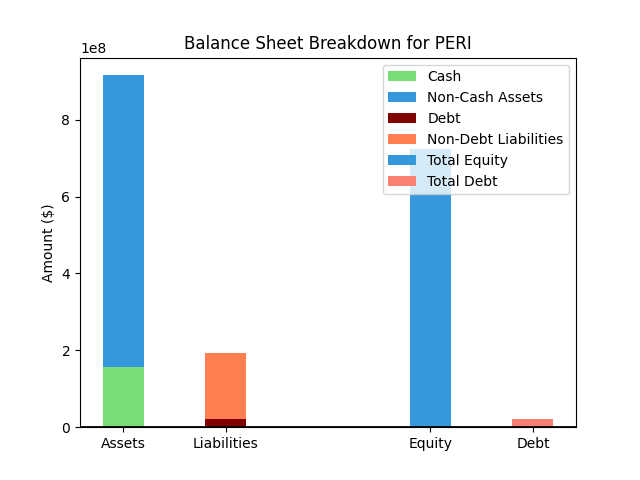 Balance Sheet Breakdown for PERI
1e8
Cash
Non-Cash Assets
Debt
Non-Debt Liabilities
Total Equity
Total Debt
8
6
4
2
0
Amount ($)
Assets
Liabilities
Equity
Debt